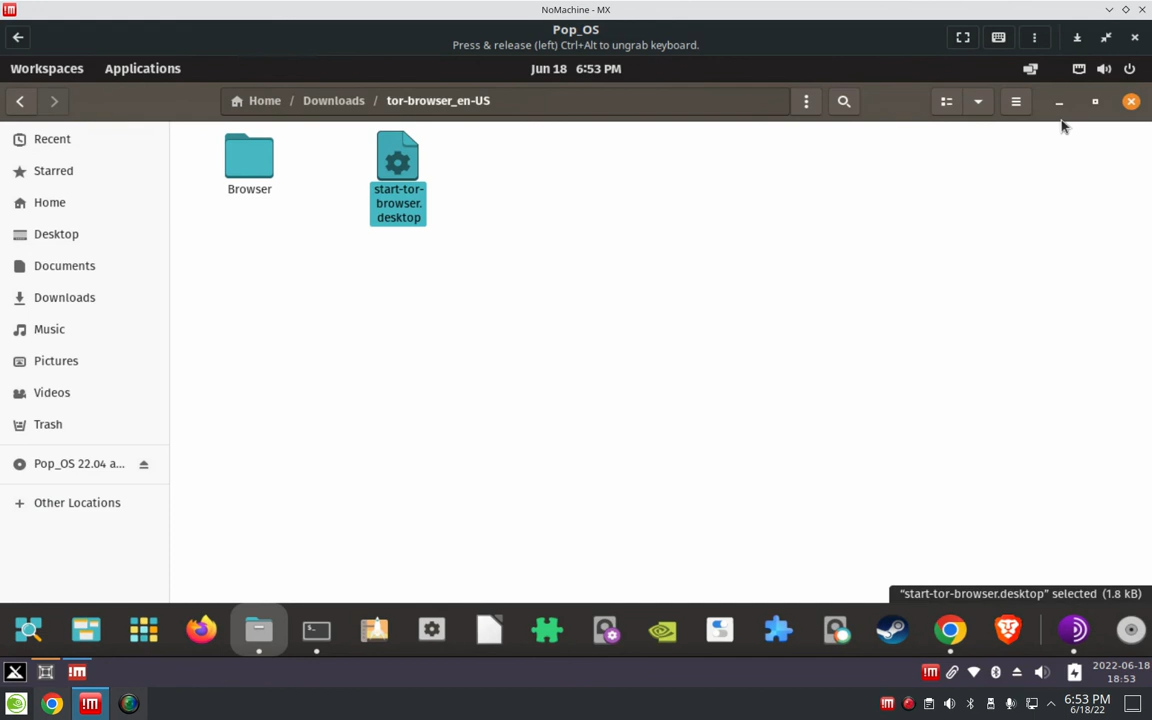 NoMachine - MX
Pop_OS
Press & release (left) Ctrl+Alt to ungrab keyboard.
Workspaces Applications Jun 18 6:53 PM
Home / Downloads / tor-browser_en-US
Recent
Starred
Home
Desktop
Documents
Downloads
Music
Pictures
Videos
Trash
Pop_OS 22.04 a...
Other Locations
Browser
start-tor-
browser.
desktop
"start-tor-browser.desktop" selected (1.8 kB)
2022-06-18
18:53
6:53 PM
6/18/22